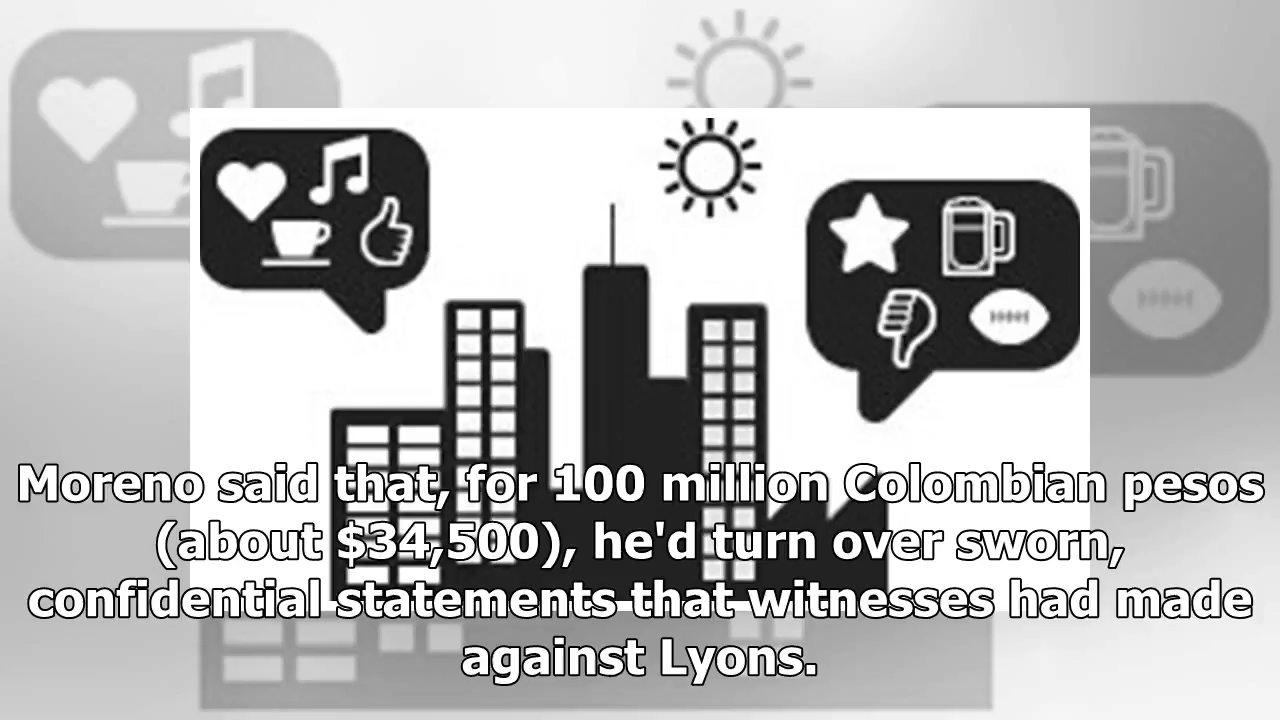 Moreno said that, for 100 million Colombian pesos
(about $34,500), he'd turn over sworn,
confidential statements that witnesses had made
against Lyons.